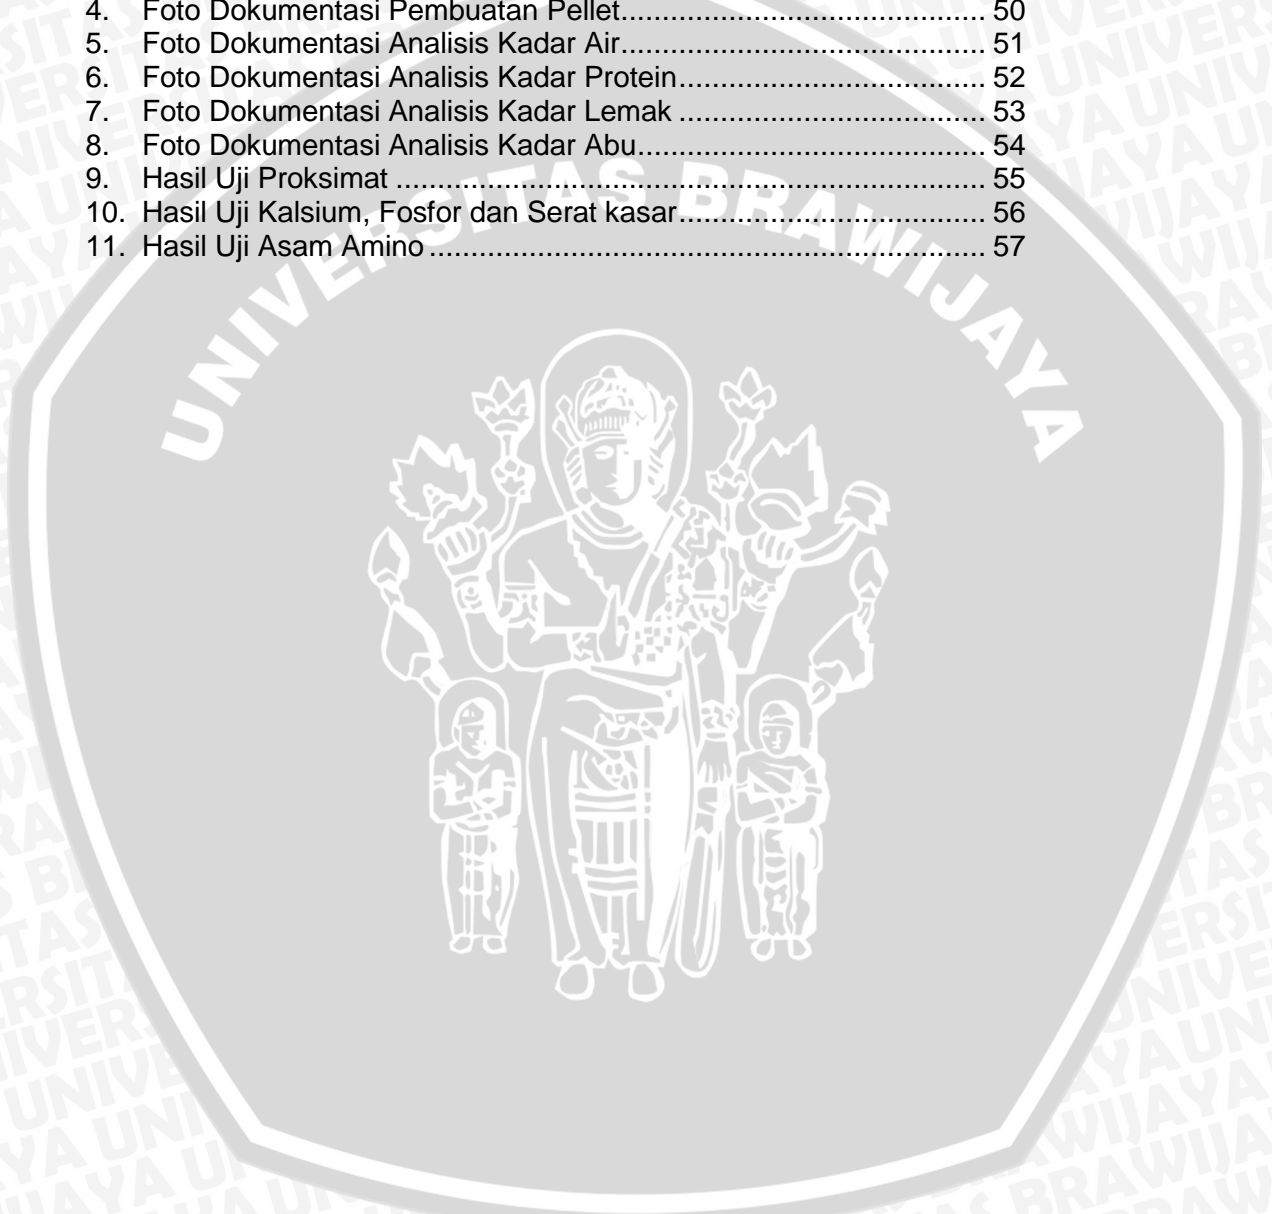 4. Foto Dokumentasi Pembuatan Pellet............................................ 50
5. Foto Dokumentasi Analisis Kadar Air............................................ 51
6. Foto Dokumentasi Analisis Kadar Protein..................................... 52
7. Foto Dokumentasi Analisis Kadar Lemak ..................................... 53
8. Foto Dokumentasi Analisis Kadar Abu.......................................... 54
9. Hasil Uji Proksimat ....................................................................... 55
10. Hasil Uji Kalsium, Fosfor dan Serat kasar..................................... 56
11. Hasil Uji Asam Amino ................................................................... 57
UNIVERSITAS BRAWIJAYA